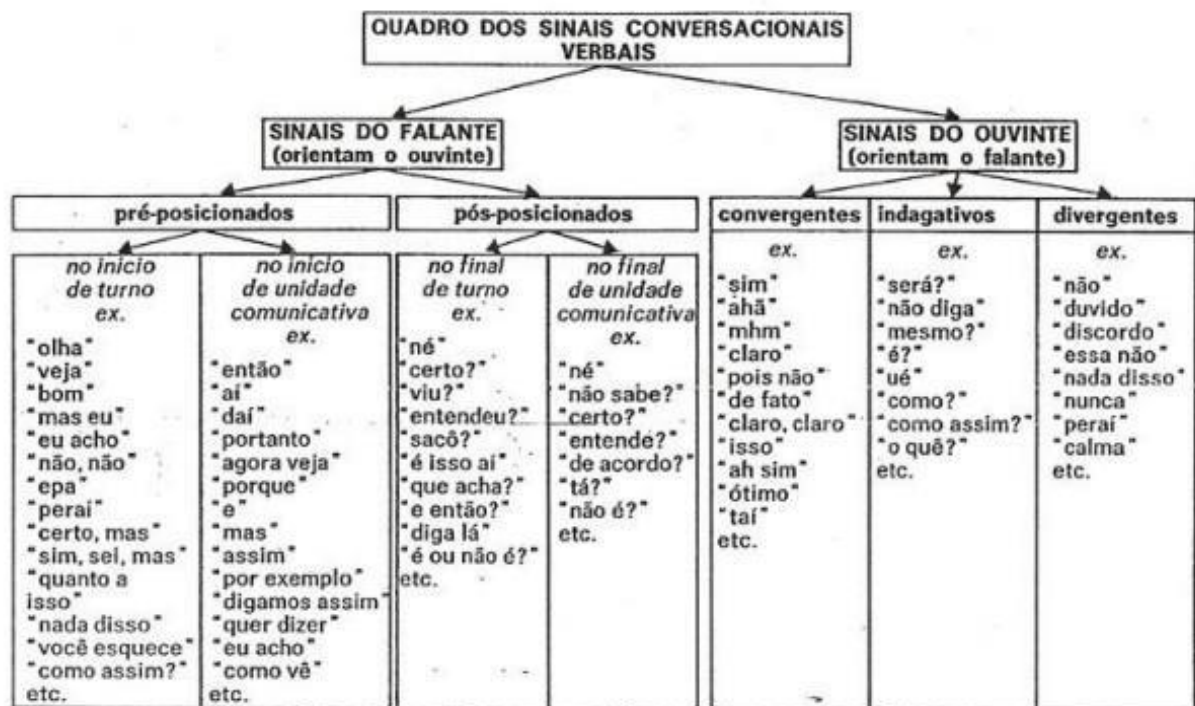 QUADRO DOS SINAIS CONVERSACIONAIS
VERBAIS
SINAIS DO FALANTE
(orientam o ouvinte)
SINAIS DO OUVINTE
(orientam o falante)
pré-posicionados
pós-posicionados
convergentes
indagativos
divergentes
no início
de turno
ex.
"olha"
"veja"
"bom"
"mas eu"
"eu acho"
"não, não"
"epa"
"peraí"
"certo, mas"
"sim, sei, mas"
"quanto a
isso"
"nada disso"
"você esquece"
"como assim?"
etc.
no início
de unidade
comunicativa
ex.
"então"
"aí"
"daí"
"portanto"
"agora veja"
"porque"
"e"
"mas"
"assim"
"por exemplo"
"digamos assim"
"quer dizer"
"eu acho"
"como vê"
etc.
no final
de turno
ex.
"né"
"certo?"
"viu?"
"entendeu?"
"sacô?"
"é isso aí"
"que acha?"
"e então?"
"diga lá"
"é ou não é?"
etc.
no final
de unidade
comunicativa
ex.
"né"
"não sabe?"
"certo?"
"entende?"
"de acordo?"
"tá?"
"não é?"
etc.
ex.
"sim"
"ahã"
"mhm"
"claro"
"pois não"
"de fato"
"claro, claro"
"isso"
"ah sim"
"ótimo"
"taí"
etc.
ex.
"será?"
"não diga"
"mesmo?"
"é?"
"ué"
"como?"
"como assim?"
"o quê?"
etc.
ex.
"não"
"duvido"
"discordo"
"essa não"
"nada disso"
"nunca"
"peraí"
"calma"
etc.